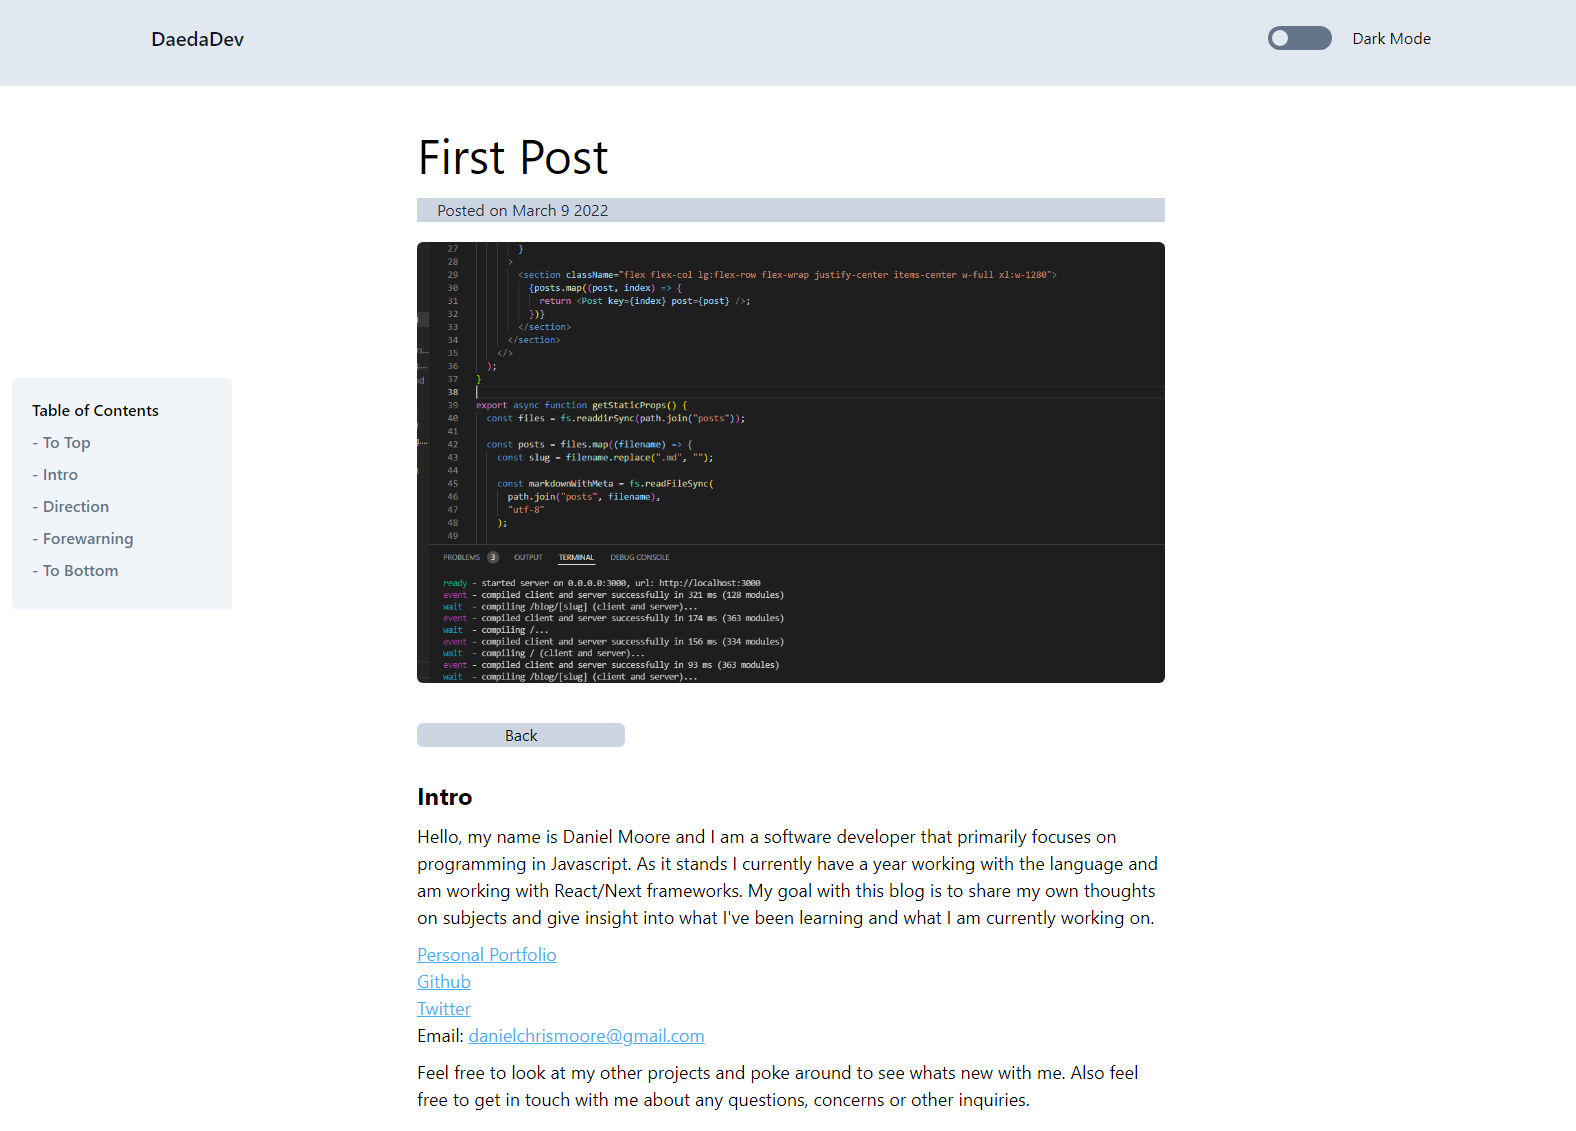 DaedaDev
Dark Mode
First Post
Posted on March 9 2022
Table of Contents
- To Top
- Intro
- Direction
- Forewarning
- To Bottom
27 }
28 >
29 <section className="flex flex-col lg:flex-row flex-wrap justify-center items-center w-full xl:w-1280">
30 {posts.map((post, index) => {
31 return <Post key={index} post={post} />;
32 })}
33 </section>
34 </section>
35 </>
36 );
37 }
38
39 export async function getStaticProps() {
40 const files = fs.readdirSync(path.join("posts"));
41
42 const posts = files.map((filename) => {
43 const slug = filename.replace(".md", "");
44
45 const markdownWithMeta = fs.readFileSync(
46 path.join("posts", filename),
47 "utf-8"
48 );
49
PROBLEMS 3 OUTPUT TERMINAL DEBUG CONSOLE
ready - started server on 0.0.0.0:3000, url: http://localhost:3000
event - compiled client and server successfully in 321 ms (128 modules)
wait - compiling /blog/[slug] (client and server)...
event - compiled client and server successfully in 174 ms (363 modules)
wait - compiling /...
event - compiled client and server successfully in 156 ms (334 modules)
wait - compiling / (client and server)...
event - compiled client and server successfully in 93 ms (363 modules)
wait - compiling /blog/[slug] (client and server)...
Back
Intro
Hello, my name is Daniel Moore and I am a software developer that primarily focuses on
programming in Javascript. As it stands I currently have a year working with the language and
am working with React/Next frameworks. My goal with this blog is to share my own thoughts
on subjects and give insight into what I've been learning and what I am currently working on.
Personal Portfolio
Github
Twitter
Email: danielchrismoore@gmail.com
Feel free to look at my other projects and poke around to see whats new with me. Also feel
free to get in touch with me about any questions, concerns or other inquiries.